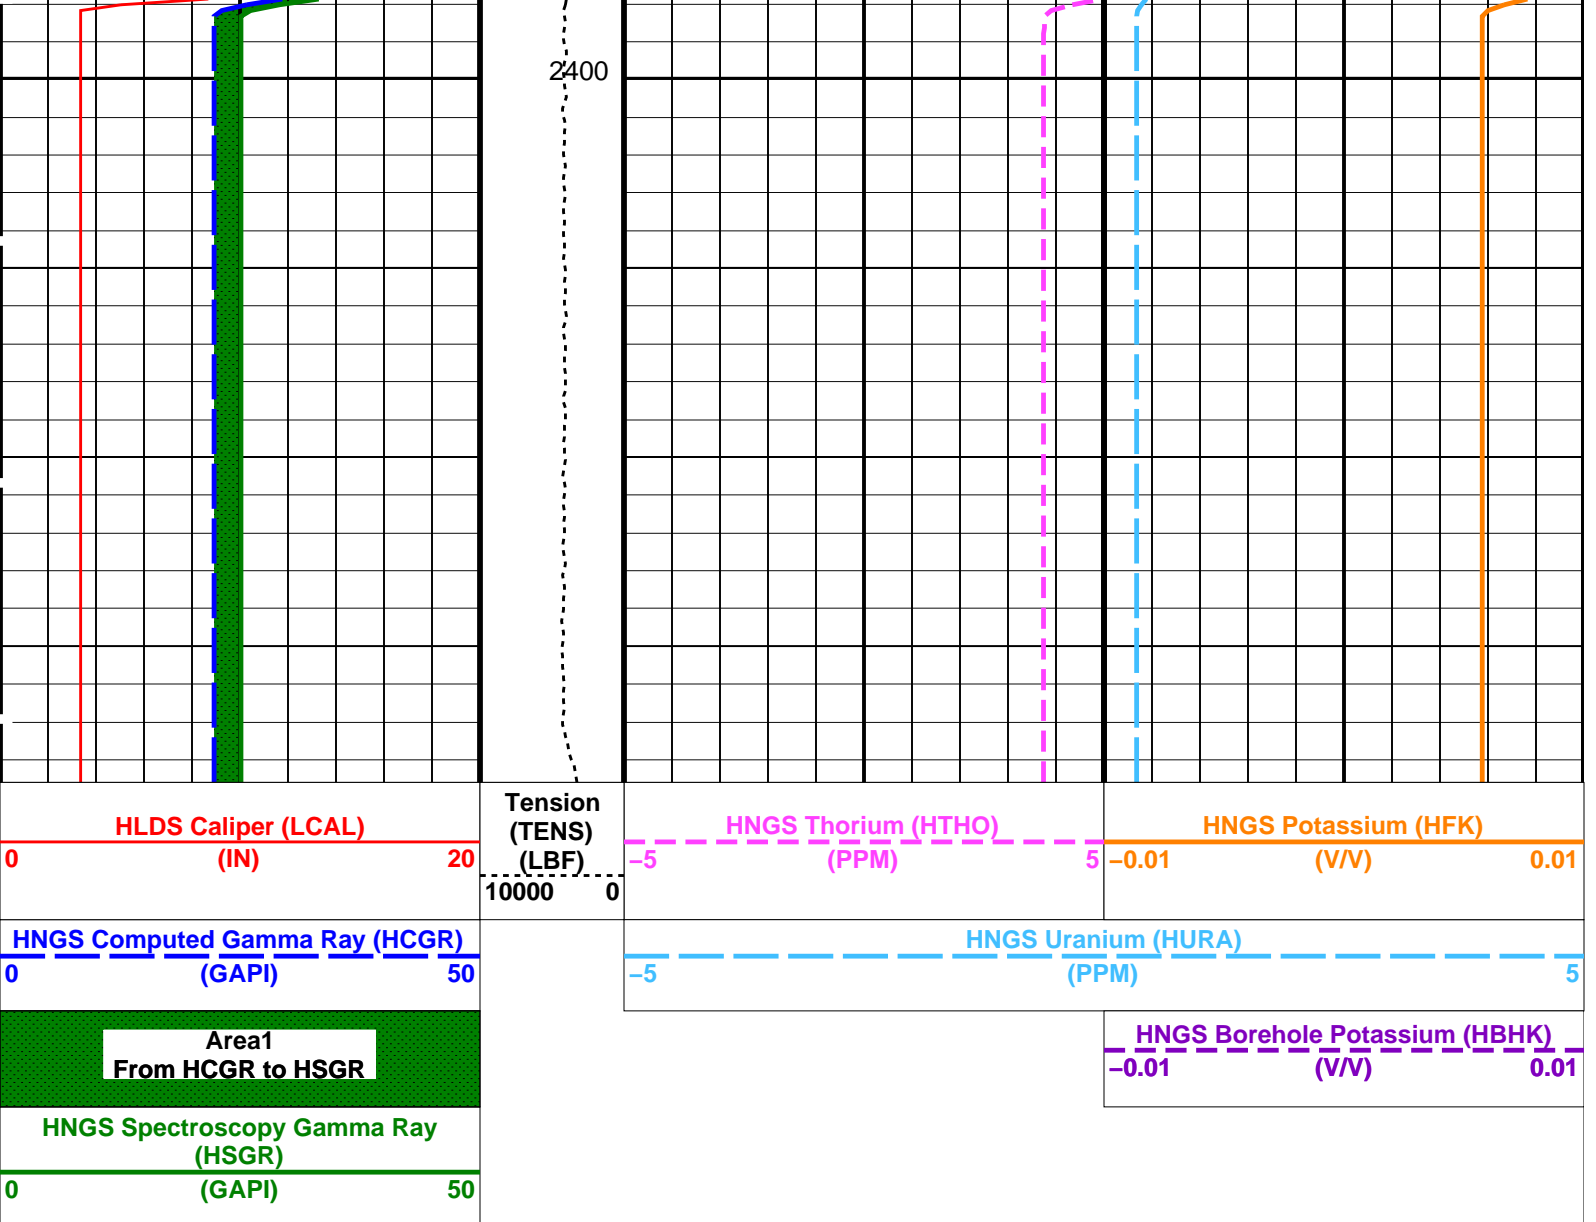 2400
HLDS Caliper (LCAL)
0 (IN) 20
Tension
(TENS)
(LBF)
10000 0
HNGS Thorium (HTHO)
−5 (PPM) 5
HNGS Potassium (HFK)
−0.01 (V/V) 0.01
HNGS Computed Gamma Ray (HCGR)
0 (GAPI) 50
HNGS Uranium (HURA)
−5 (PPM) 5
Area1
From HCGR to HSGR
HNGS Borehole Potassium (HBHK)
−0.01 (V/V) 0.01
HNGS Spectroscopy Gamma Ray
(HSGR)
0 (GAPI) 50